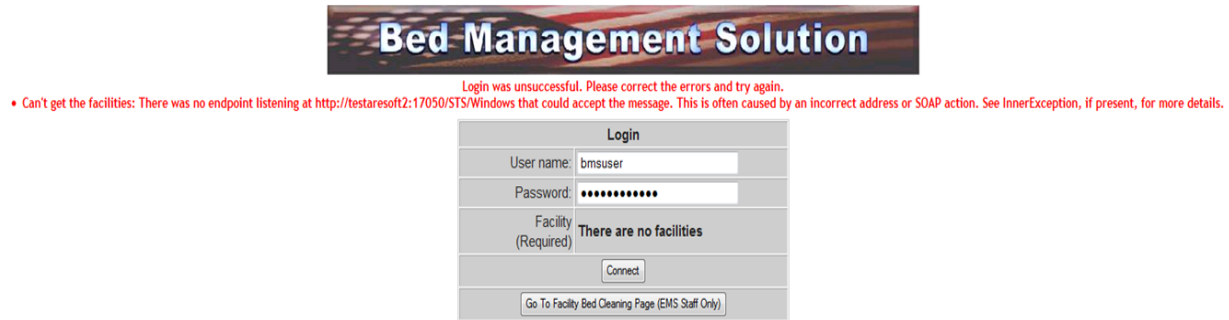 Bed Management Solution
Login was unsuccessful. Please correct the errors and try again.
• Can't get the facilities: There was no endpoint listening at http://testaresoft2:17050/STS/Windows that could accept the message. This is often caused by an incorrect address or SOAP action. See InnerException, if present, for more details.
Login
User name: bmsuser
Password: ••••••••••••
Facility
(Required) There are no facilities
Connect
Go To Facility Bed Cleaning Page (EMS Staff Only)